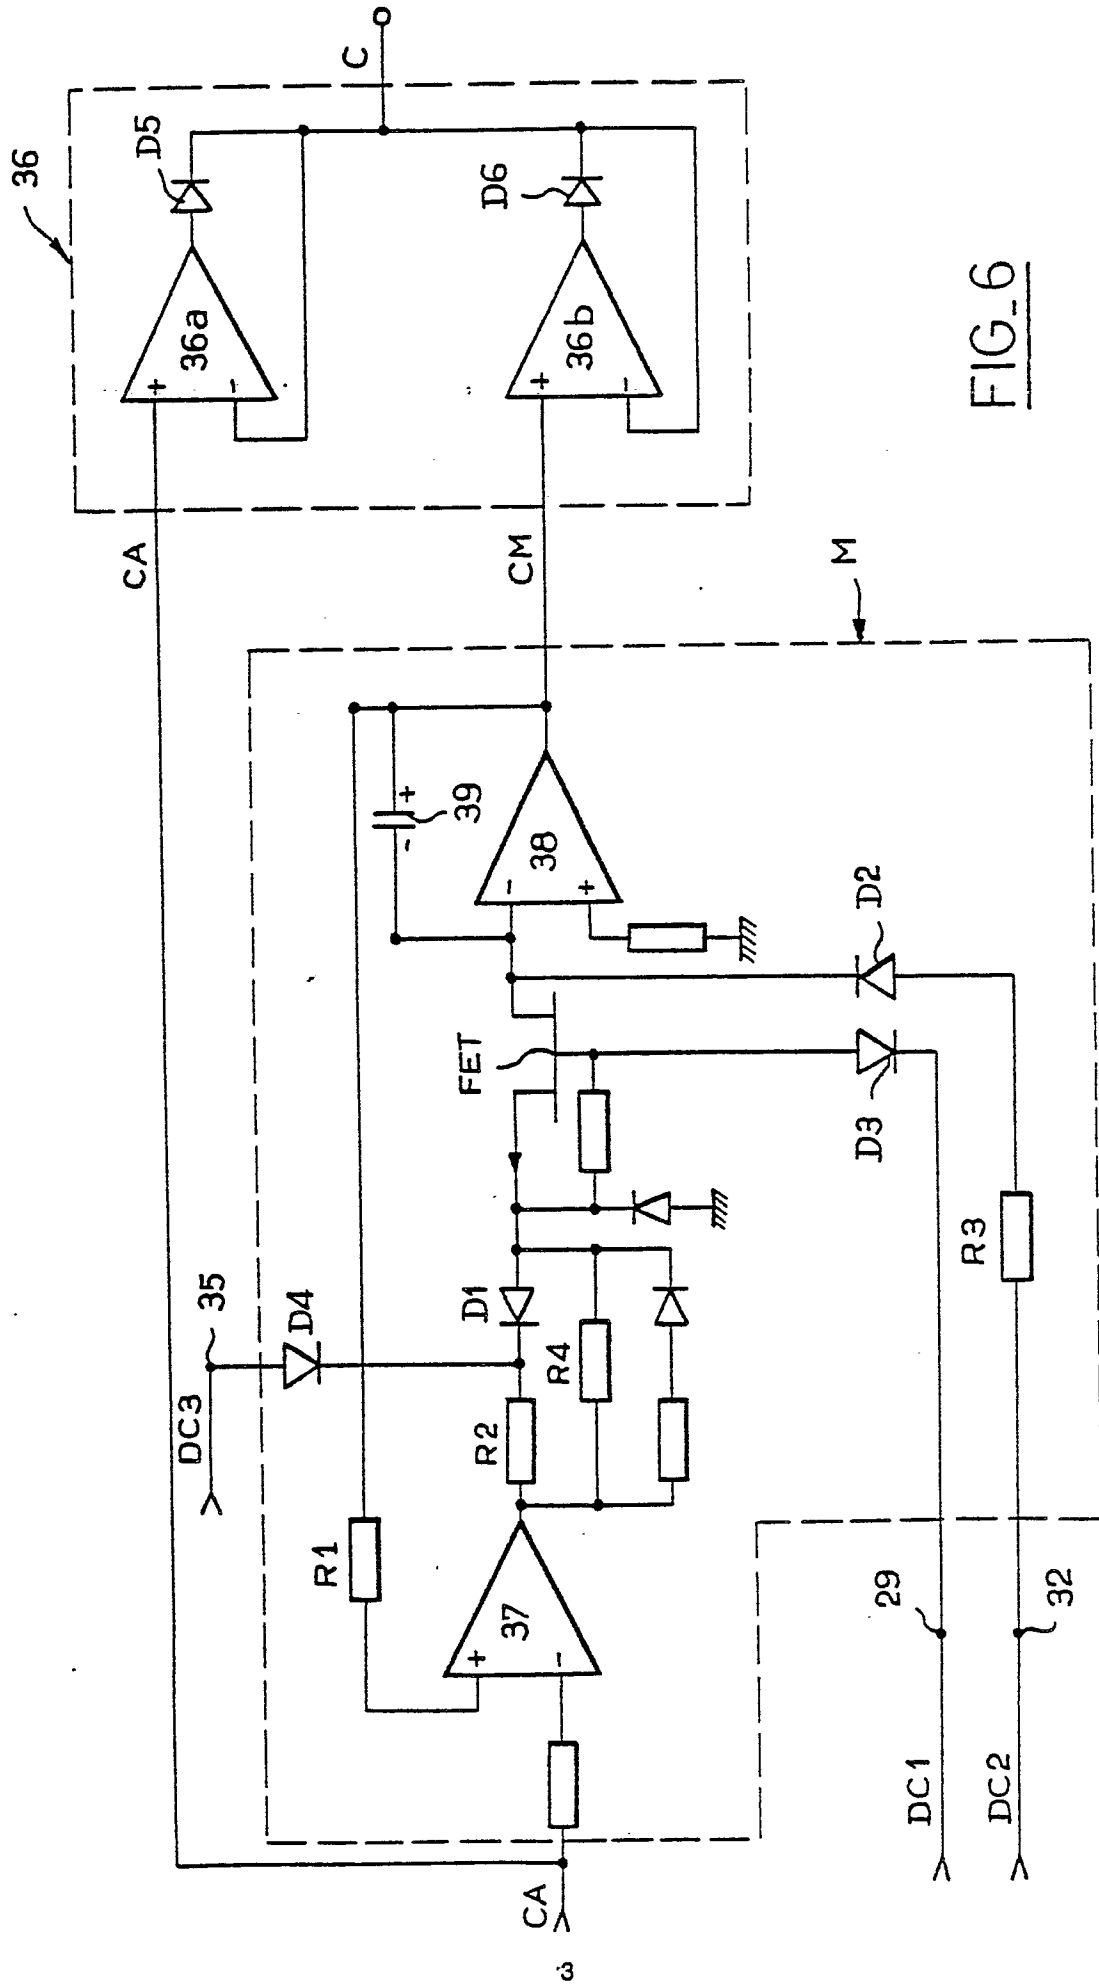 36
D5
C
36a
+
-
D6
36b
+
-
CA
CM
FIG_6
M
DC3
35
D4
R1
+
-
39
38
-
+
FET
D1
R2
R4
37
+
-
D2
D3
R3
CA
29
32
DC1
DC2
3